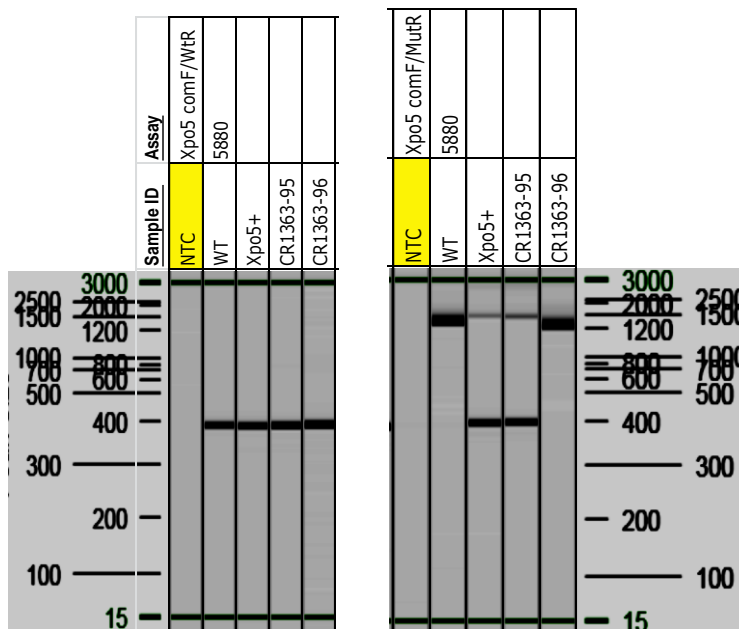 Assay
Xpo5 comF/WtR
5880
Sample ID
NTC
WT
Xpo5+
CR1363-95
CR1363-96
3000
2500
2000
1500
1200
1000
800
700
600
500
400
300
200
100
15
Xpo5 comF/MutR
5880
NTC
WT
Xpo5+
CR1363-95
CR1363-96
3000
2500
2000
1500
1200
1000
800
700
600
500
400
300
200
100
15